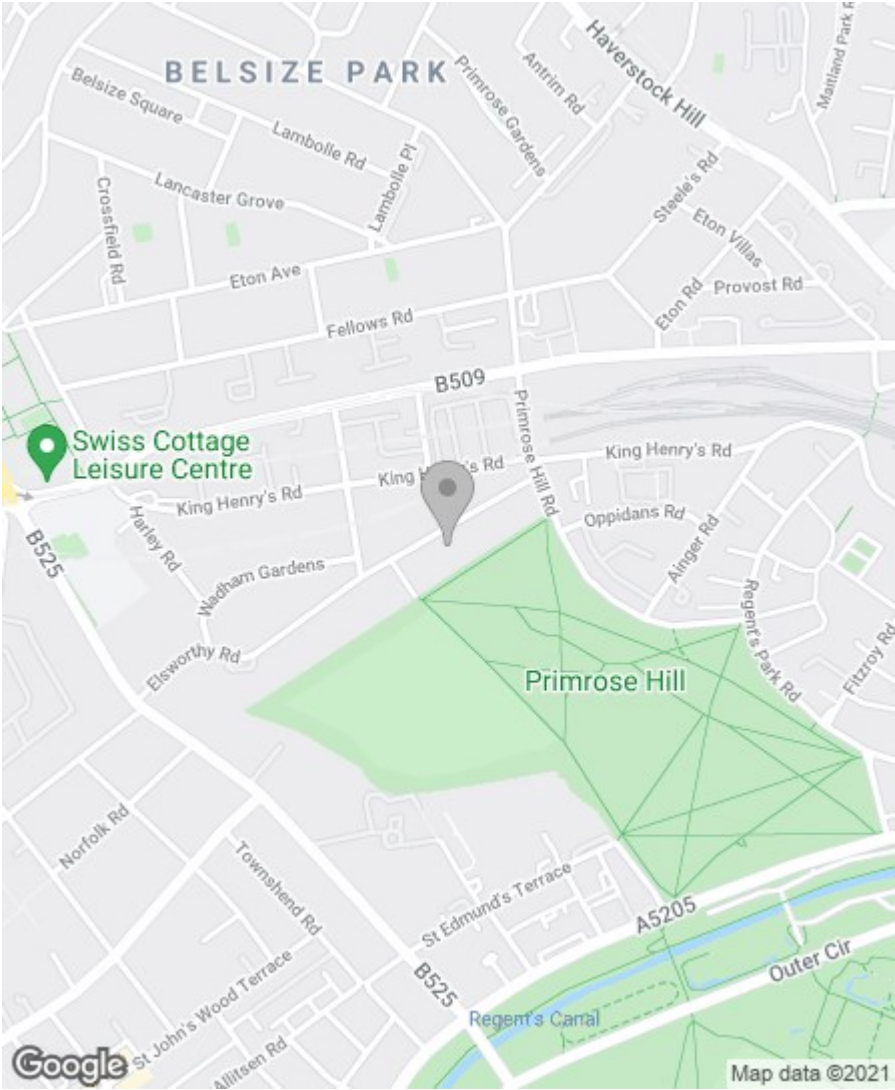 Haverstock Hill
BELSIZE PARK
Belsize Square
Primrose Gardens
Antrim Rd
Maitland Park R
Lambolle Rd
Lambolle Pl
Lancaster Grove
Crossfield Rd
Steele's Rd
Eton Villas
Eton Ave
Provost Rd
Eton Rd
Fellows Rd
B509
Primrose Hill Rd
Swiss Cottage
Leisure Centre
King Henry's Rd
King H
's Rd
King Henry's Rd
Harley Rd
Oppidans Rd
B525
Ainger Rd
Wadham Gardens
Regent's Park Rd
Elsworthy Rd
Fitzroy Rd
Primrose Hill
Norfolk Rd
Townshend Rd
St Edmund's Terrace
A5205
Outer Cir
B525
St John's Wood Terrace
Regent's Canal
Allitsen Rd
Google
Map data ©2021